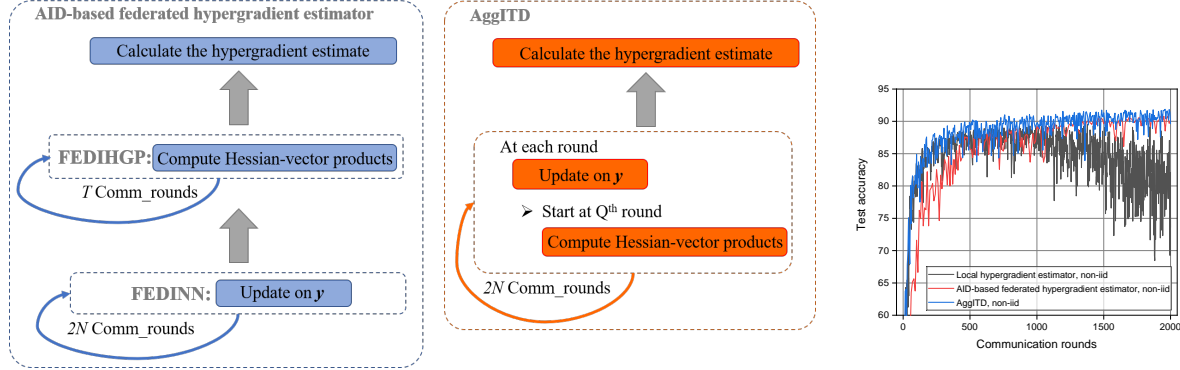 AID-based federated hypergradient estimator
Calculate the hypergradient estimate
FEDIHGP: Compute Hessian-vector products
T Comm_rounds
FEDINN: Update on y
2N Comm_rounds
AggITD
Calculate the hypergradient estimate
At each round
Update on y
➢ Start at Qth round
Compute Hessian-vector products
2N Comm_rounds
95
90
85
80
75
70
65
60
Test accuracy
Local hypergradient estimator, non-iid
AID-based federated hypergradient estimator, non-iid
AggITD, non-iid
0 500 1000 1500 2000
Communication rounds